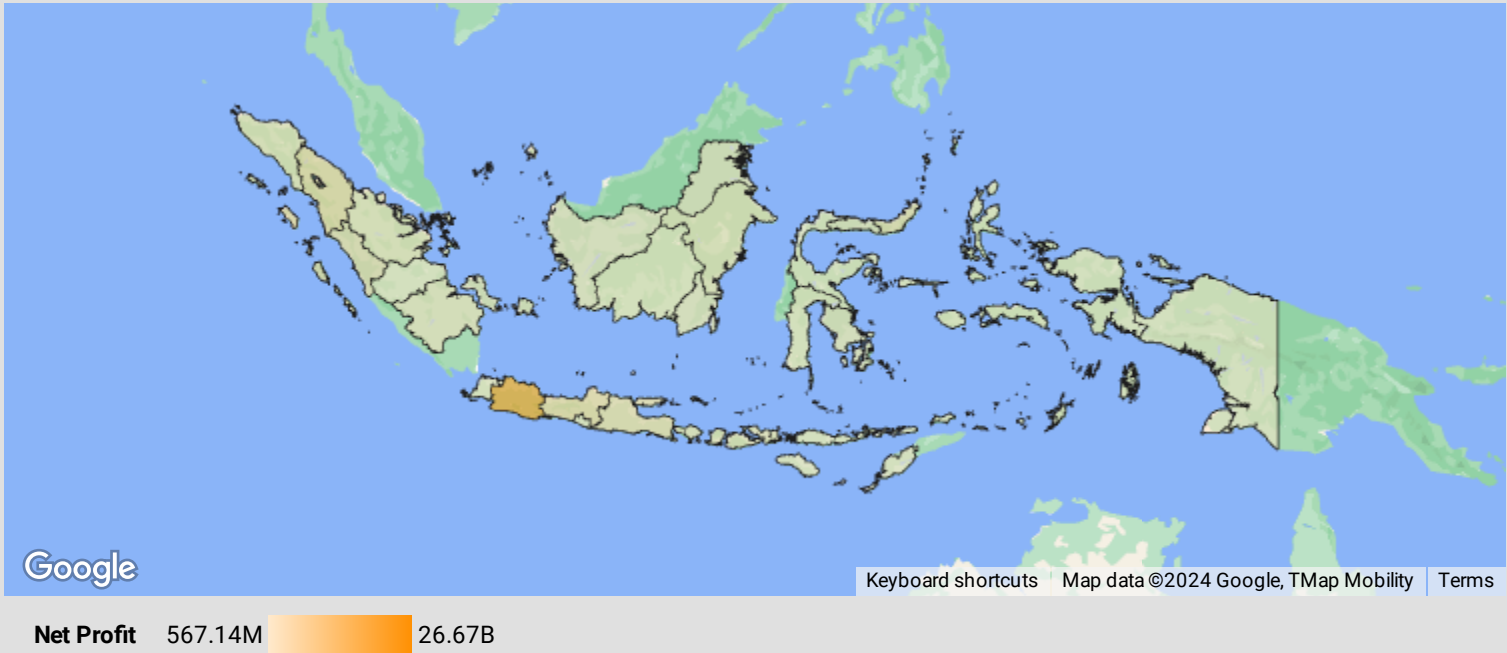 Google
Keyboard shortcuts Map data ©2024 Google, TMap Mobility Terms
Net Profit 567.14M 26.67B